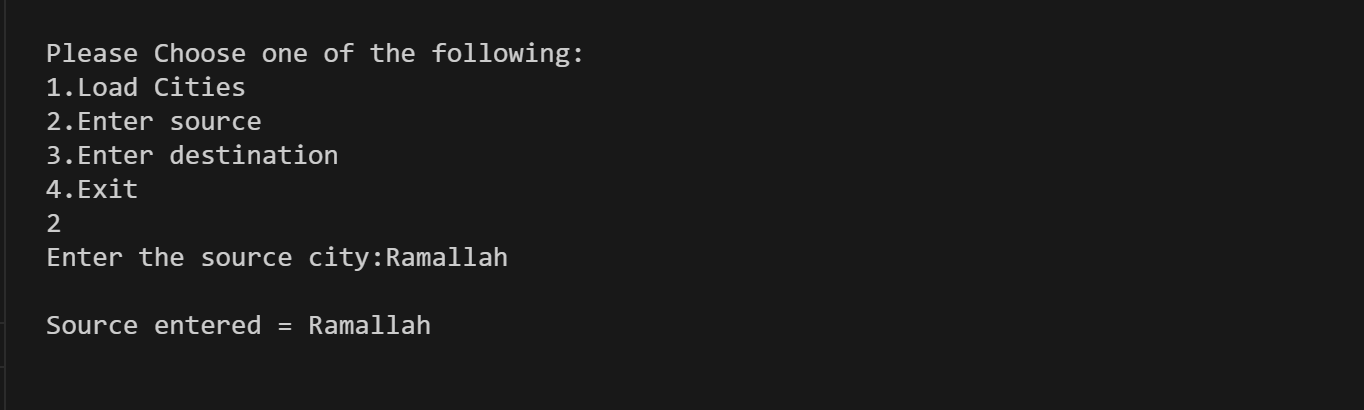 Please Choose one of the following:
1.Load Cities
2.Enter source
3.Enter destination
4.Exit
2
Enter the source city:Ramallah
Source entered = Ramallah